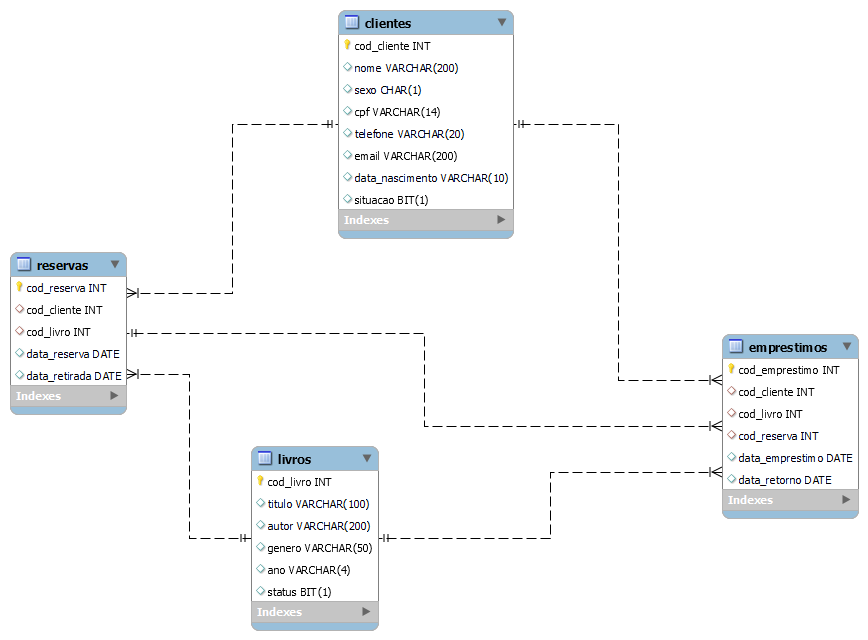 clientes
cod_cliente INT
nome VARCHAR(200)
sexo CHAR(1)
cpf VARCHAR(14)
telefone VARCHAR(20)
email VARCHAR(200)
data_nascimento VARCHAR(10)
situacao BIT(1)
Indexes
reservas
cod_reserva INT
cod_cliente INT
cod_livro INT
data_reserva DATE
data_retirada DATE
Indexes
emprestimos
cod_emprestimo INT
cod_cliente INT
cod_livro INT
cod_reserva INT
data_emprestimo DATE
data_retorno DATE
Indexes
livros
cod_livro INT
titulo VARCHAR(100)
autor VARCHAR(200)
genero VARCHAR(50)
ano VARCHAR(4)
status BIT(1)
Indexes